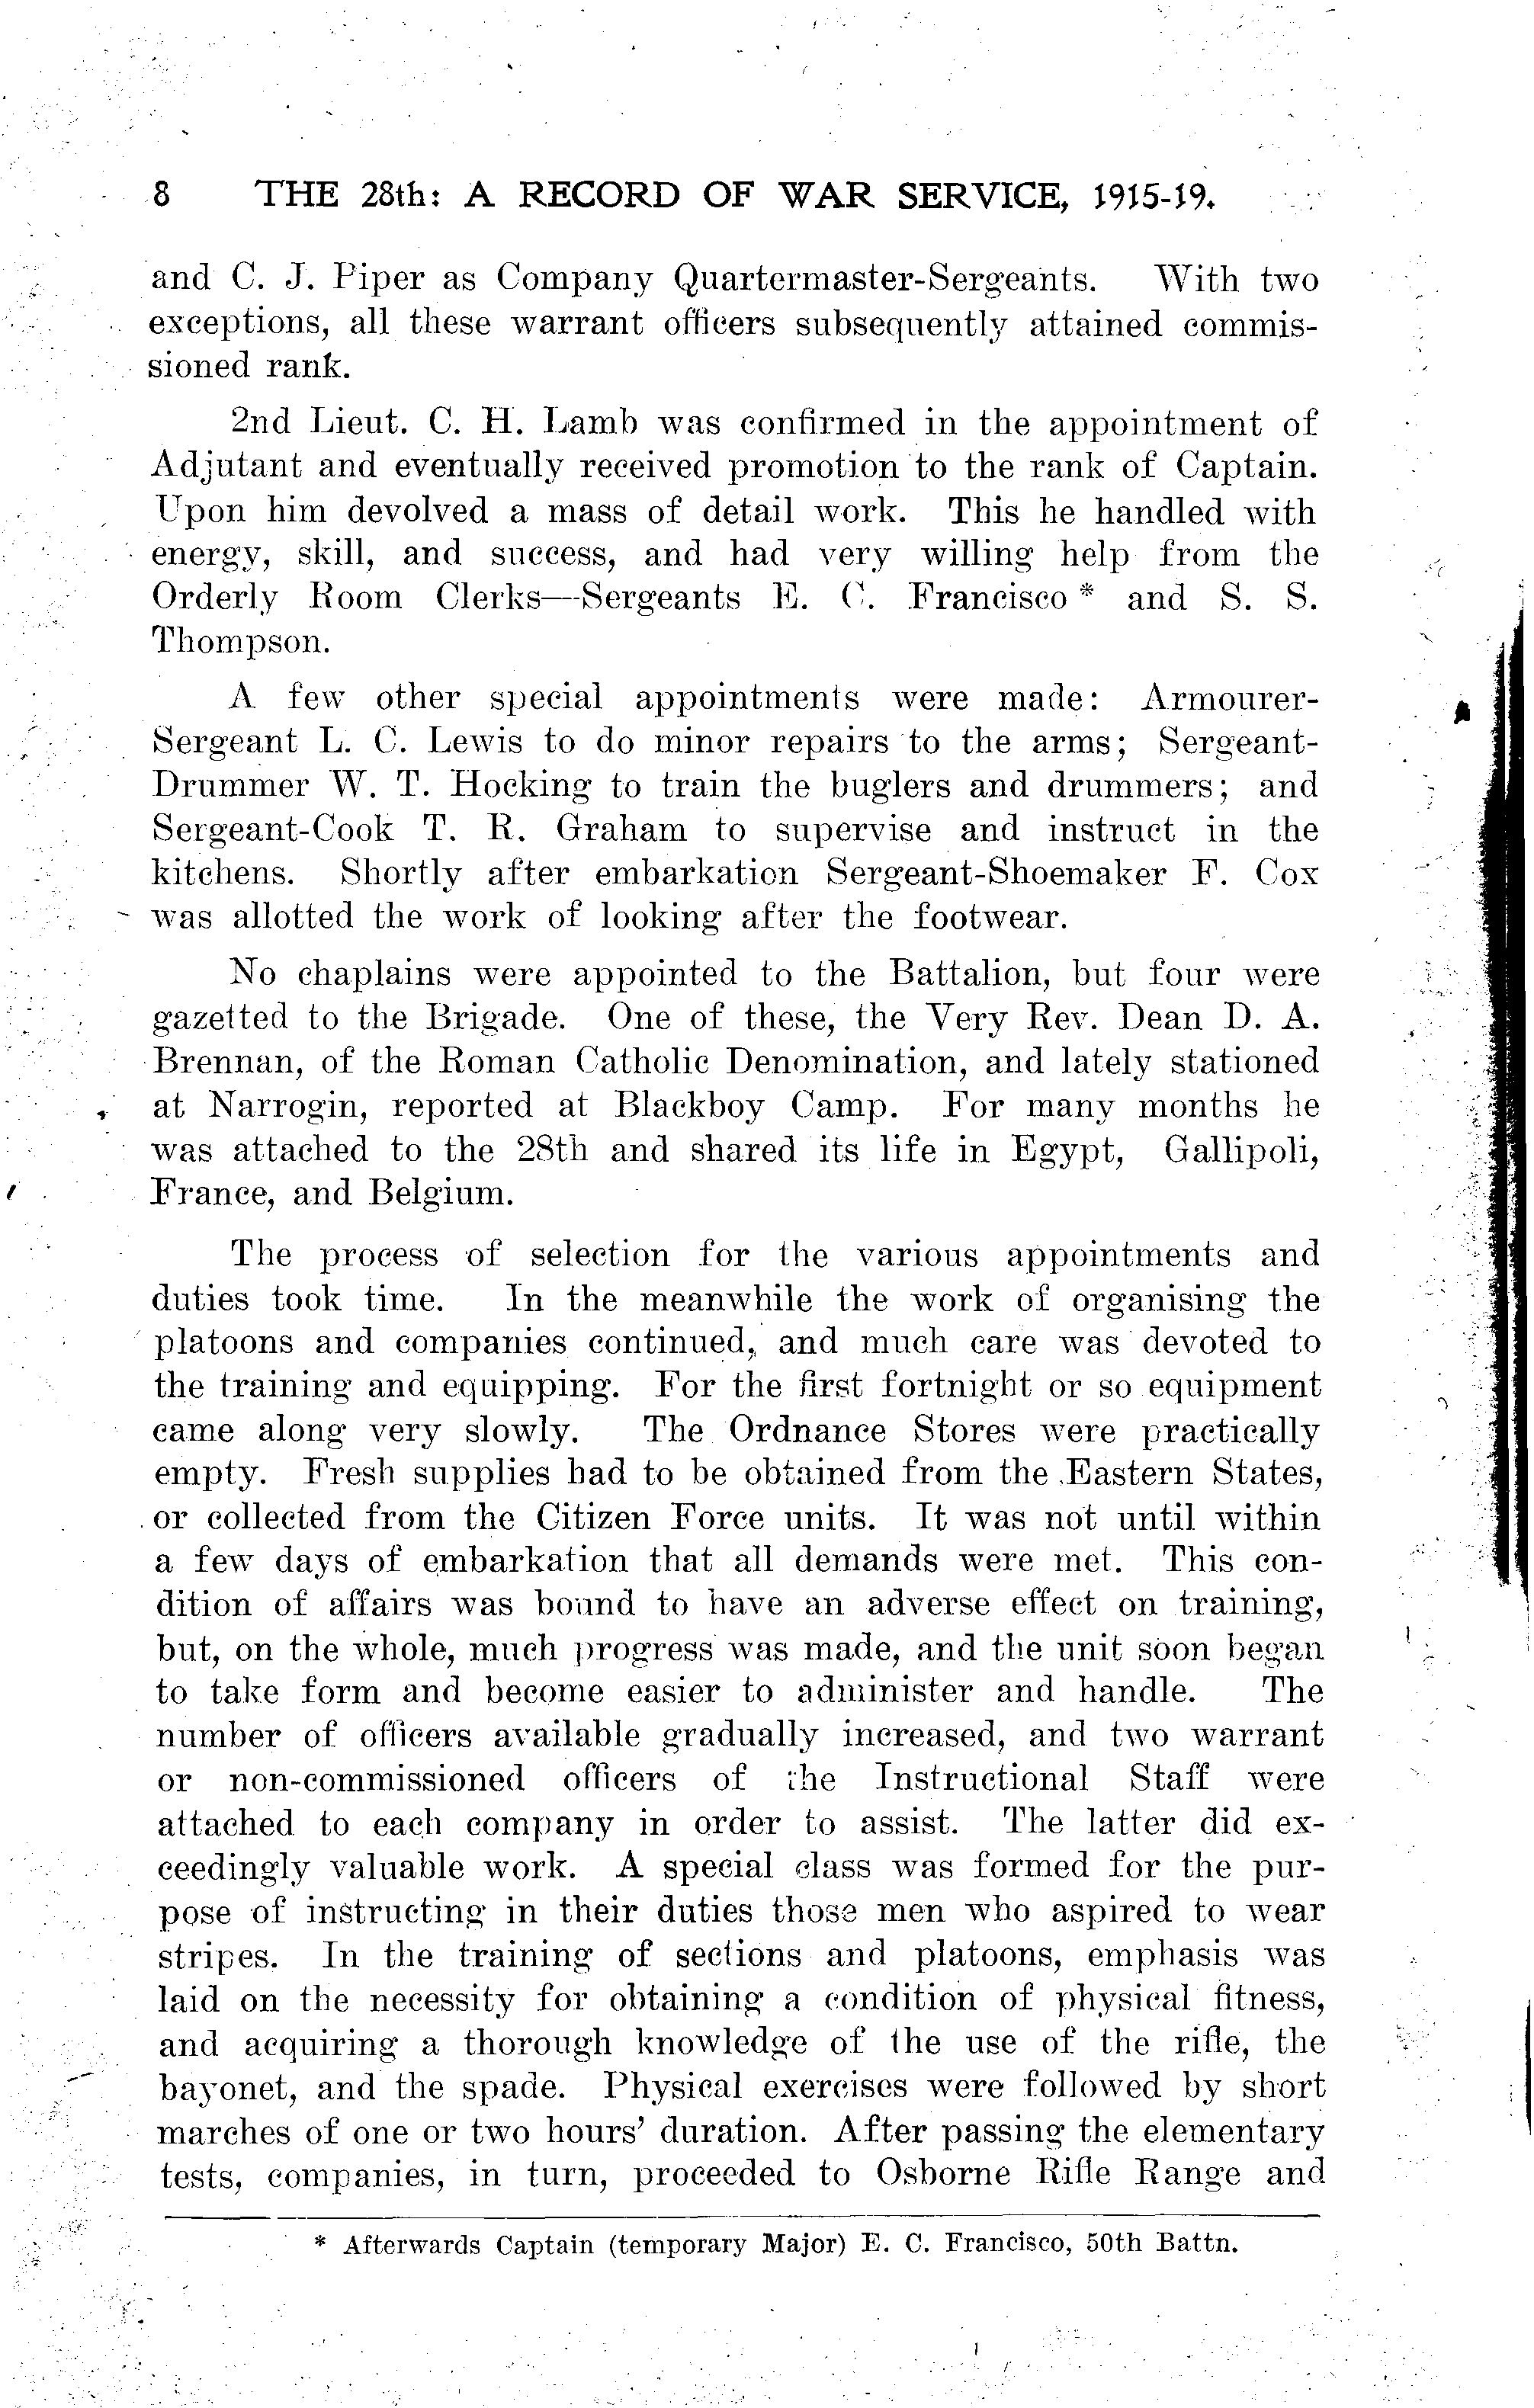 8 THE 28th: A RECORD OF WAR SERVICE, 1915-19.
and C. J. Piper as Company Quartermaster-Sergeants. With two
exceptions, all these warrant officers subsequently attained commis-
sioned rank.
2nd Lieut. C. H. Lamb was confirmed in the appointment of
Adjutant and eventually received promotion to the rank of Captain.
Upon him devolved a mass of detail work. This he handled with
energy, skill, and success, and had very willing help from the
Orderly Room Clerks—Sergeants E. C. Francisco * and S. S.
Thompson.
A few other special appointments were made: Armourer-
Sergeant L. C. Lewis to do minor repairs to the arms; Sergeant-
Drummer W. T. Hocking to train the buglers and drummers; and
Sergeant-Cook T. R. Graham to supervise and instruct in the
kitchens. Shortly after embarkation Sergeant-Shoemaker F. Cox
was allotted the work of looking after the footwear.
No chaplains were appointed to the Battalion, but four were
gazetted to the Brigade. One of these, the Very Rev. Dean D. A.
Brennan, of the Roman Catholic Denomination, and lately stationed
at Narrogin, reported at Blackboy Camp. For many months he
was attached to the 28th and shared its life in Egypt, Gallipoli,
France, and Belgium.
The process of selection for the various appointments and
duties took time. In the meanwhile the work of organising the
platoons and companies continued, and much care was devoted to
the training and equipping. For the first fortnight or so equipment
came along very slowly. The Ordnance Stores were practically
empty. Fresh supplies had to be obtained from the Eastern States,
or collected from the Citizen Force units. It was not until within
a few days of embarkation that all demands were met. This con-
dition of affairs was bound to have an adverse effect on training,
but, on the whole, much progress was made, and the unit soon began
to take form and become easier to administer and handle. The
number of officers available gradually increased, and two warrant
or non-commissioned officers of the Instructional Staff were
attached to each company in order to assist. The latter did ex-
ceedingly valuable work. A special class was formed for the pur-
pose of instructing in their duties those men who aspired to wear
stripes. In the training of sections and platoons, emphasis was
laid on the necessity for obtaining a condition of physical fitness,
and acquiring a thorough knowledge of the use of the rifle, the
bayonet, and the spade. Physical exercises were followed by short
marches of one or two hours' duration. After passing the elementary
tests, companies, in turn, proceeded to Osborne Rifle Range and
* Afterwards Captain (temporary Major) E. C. Francisco, 50th Battn.